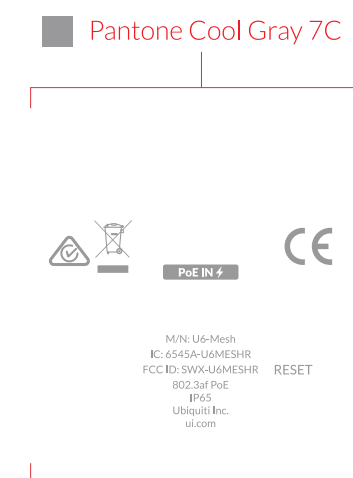 Pantone Cool Gray 7C
CE
PoE IN
M/N: U6-Mesh
IC: 6545A-U6MESHR
FCC ID: SWX-U6MESHR
RESET
802.3af PoE
IP65
Ubiquiti Inc.
ui.com